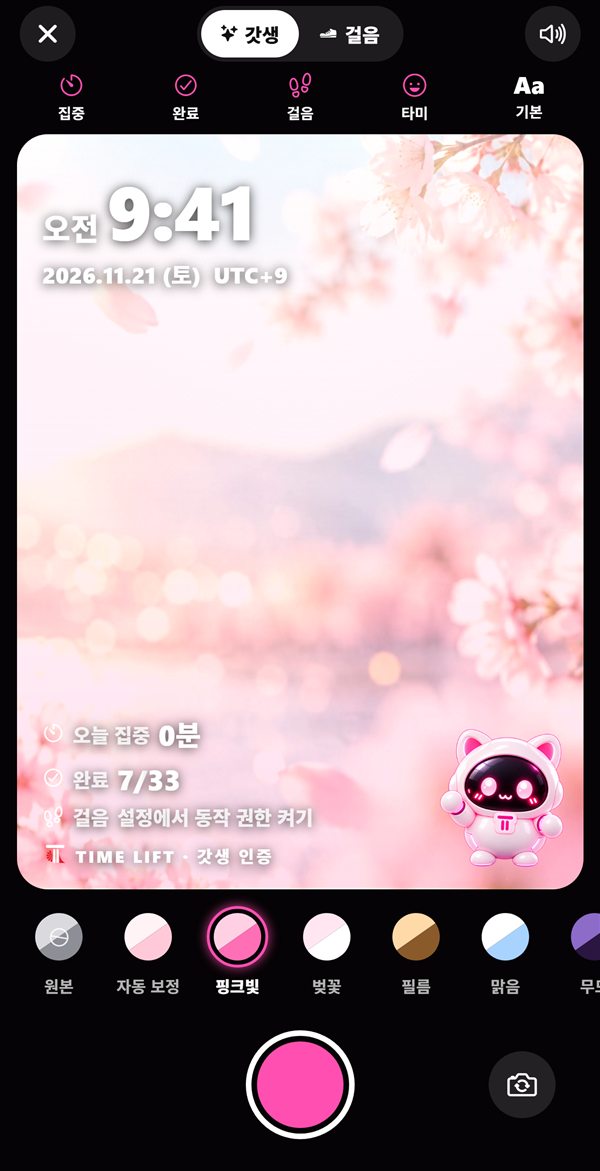 갓생
걸음
집중
완료
걸음
타미
Aa
기본
오전 9:41
2026.11.21 (토) UTC+9
오늘 집중 0분
완료 7/33
걸음 설정에서 동작 권한 켜기
TIME LIFT · 갓생 인증
원본
자동 보정
핑크빛
벚꽃
필름
맑음